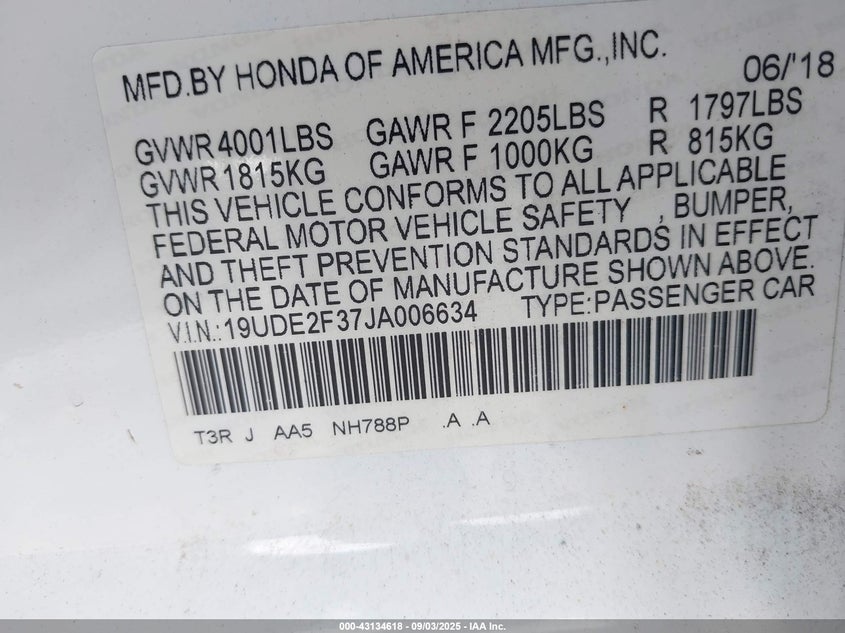 MFD.BY HONDA OF AMERICA MFG.,INC. 06/'18
GVWR 4001LBS GAWR F 2205LBS R 1797LBS
GVWR 1815KG GAWR F 1000KG R 815KG
THIS VEHICLE CONFORMS TO ALL APPLICABLE
FEDERAL MOTOR VEHICLE SAFETY , BUMPER,
AND THEFT PREVENTION STANDARDS IN EFFECT
ON THE DATE OF MANUFACTURE SHOWN ABOVE.
V.I.N.:19UDE2F37JA006634 TYPE:PASSENGER CAR
T3R J AA5 NH788P .A .A
000-43134618 - 09/03/2025 - IAA Inc.